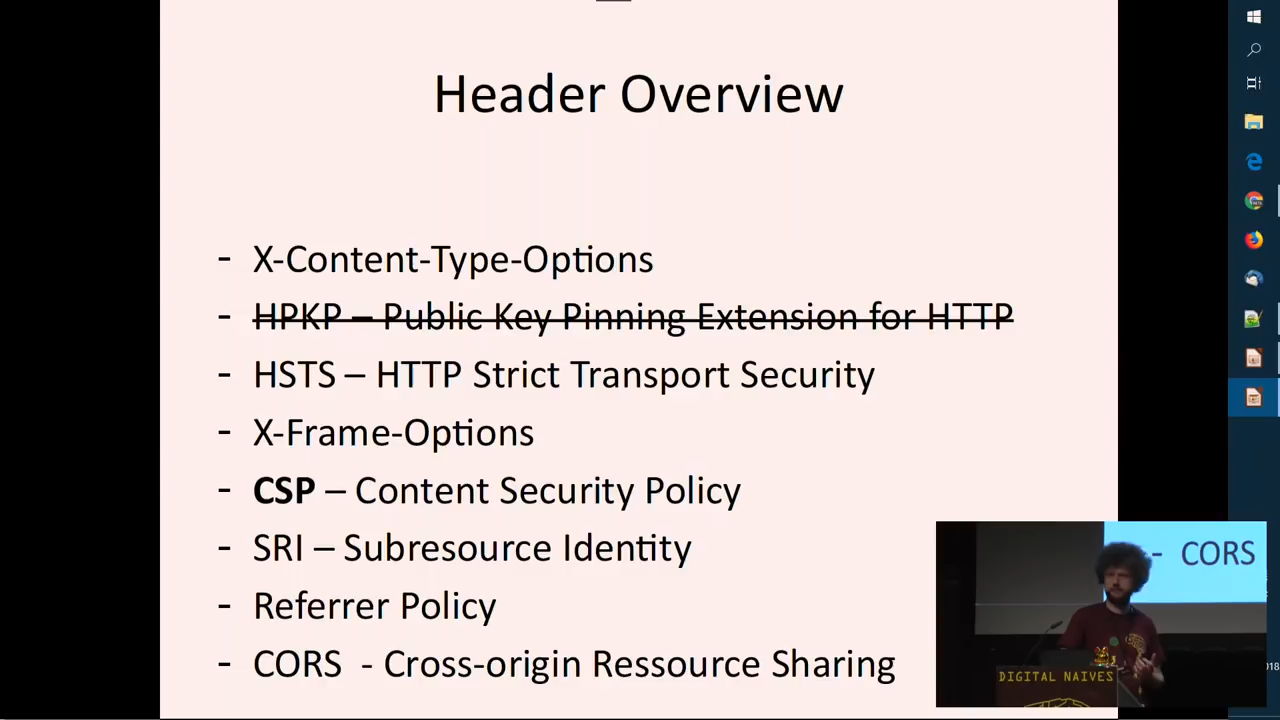 Header Overview
- X-Content-Type-Options
- HPKP – Public Key Pinning Extension for HTTP
- HSTS – HTTP Strict Transport Security
- X-Frame-Options
- CSP – Content Security Policy
- SRI – Subresource Identity
- Referrer Policy
- CORS - Cross-origin Ressource Sharing
- CORS
DIGITAL NAIVES